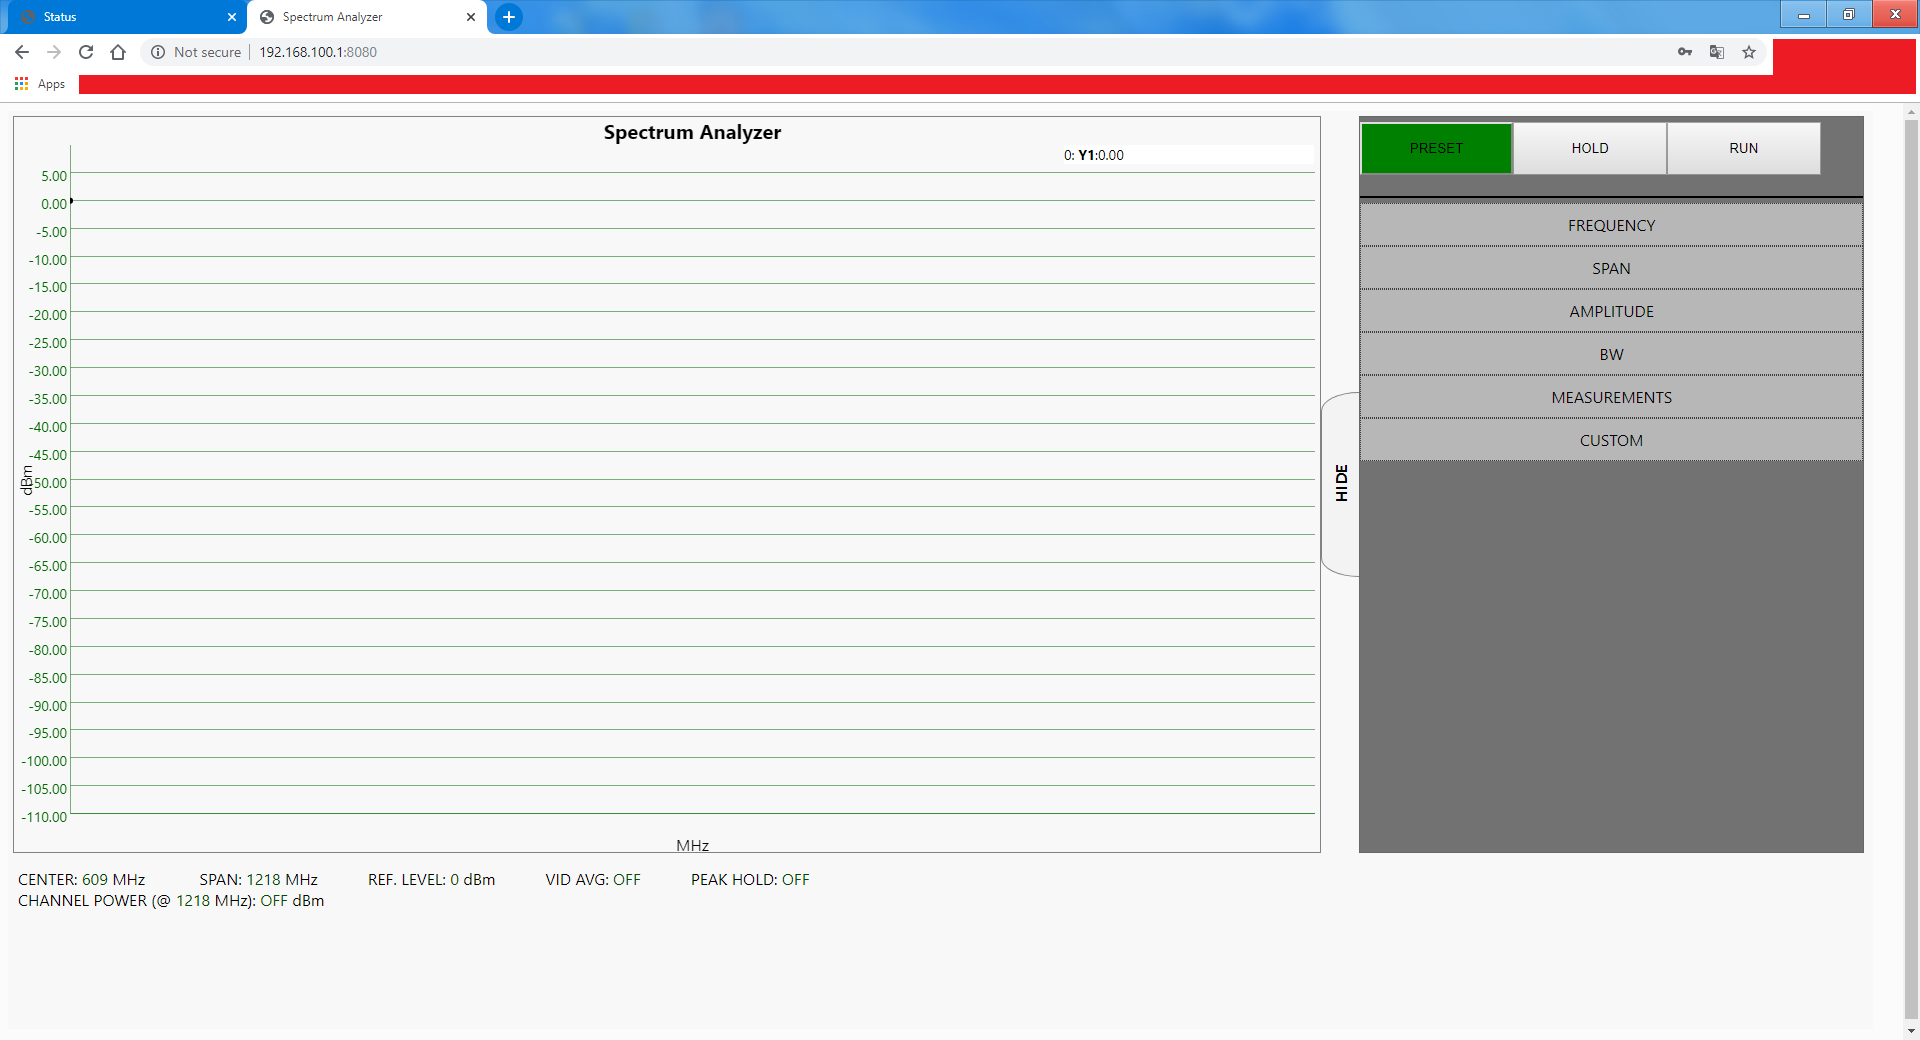 Status
Spectrum Analyzer
Not secure
192.168.100.1:8080
Apps
Spectrum Analyzer
0: Y1:0.00
5.00
0.00
-5.00
-10.00
-15.00
-20.00
-25.00
-30.00
-35.00
-40.00
-45.00
-50.00
-55.00
-60.00
-65.00
-70.00
-75.00
-80.00
-85.00
-90.00
-95.00
-100.00
-105.00
-110.00
dBm
MHz
CENTER: 609 MHz SPAN: 1218 MHz REF. LEVEL: 0 dBm VID AVG: OFF PEAK HOLD: OFF
CHANNEL POWER (@ 1218 MHz): OFF dBm
HIDE
PRESET HOLD RUN
FREQUENCY
SPAN
AMPLITUDE
BW
MEASUREMENTS
CUSTOM